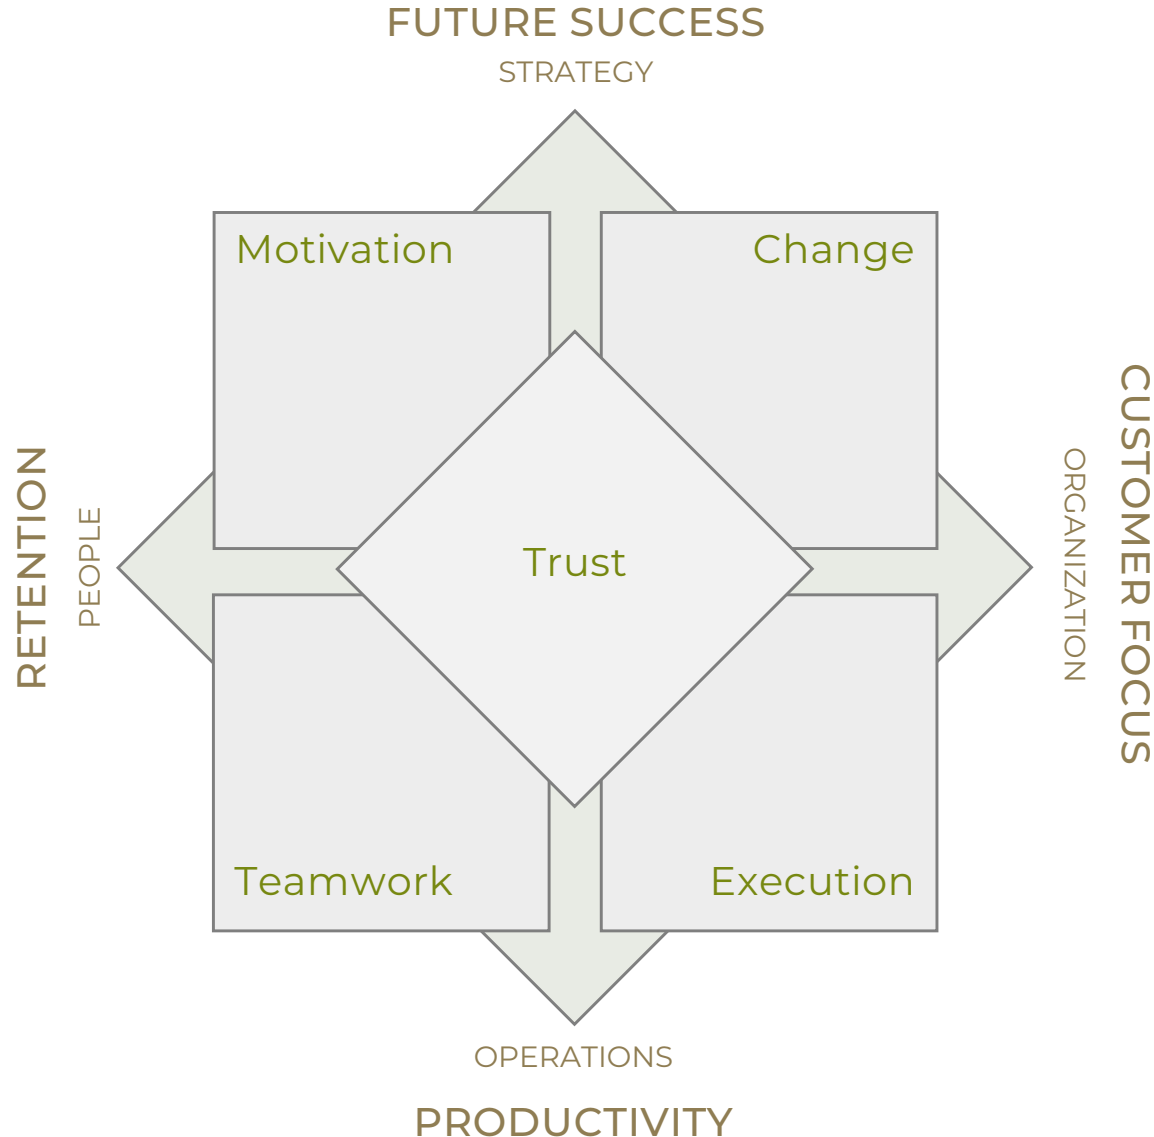 FUTURE SUCCESS
STRATEGY
Motivation
Change
RETENTION
PEOPLE
Trust
ORGANIZATION
CUSTOMER FOCUS
Teamwork
Execution
OPERATIONS
PRODUCTIVITY